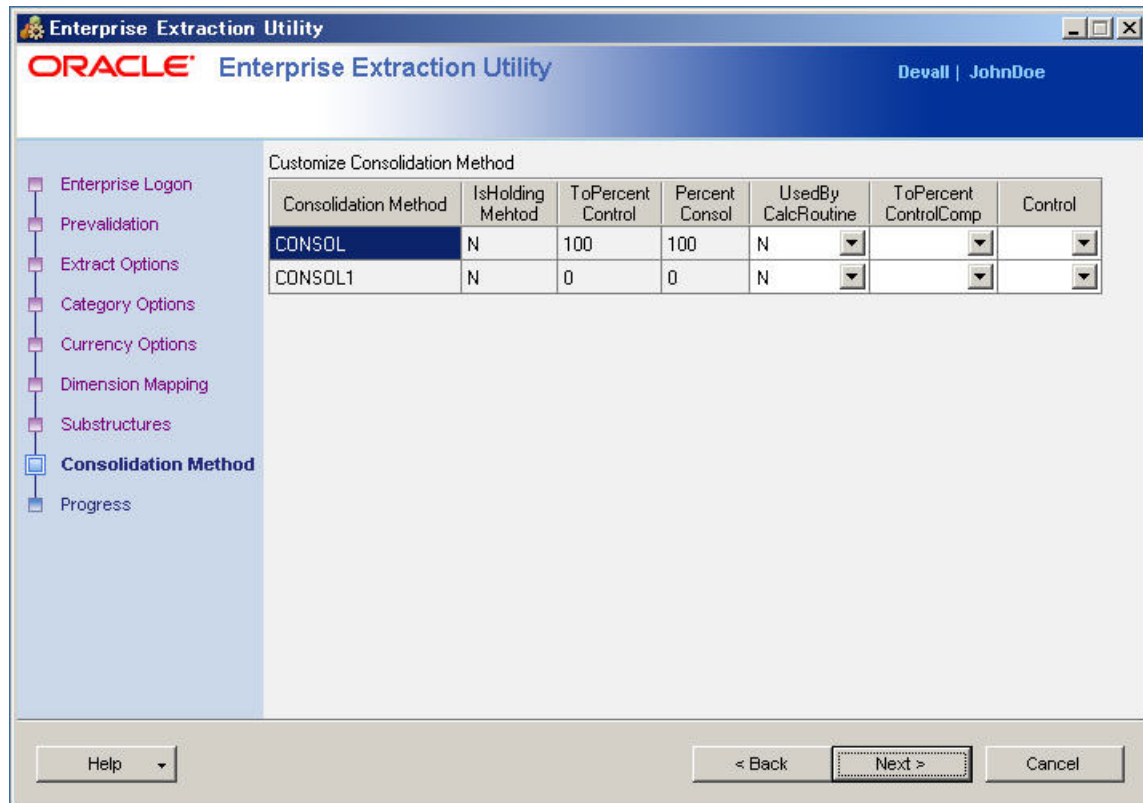 Enterprise Extraction Utility
ORACLE® Enterprise Extraction Utility
Devall | JohnDoe
Enterprise Logon
Prevalidation
Extract Options
Category Options
Currency Options
Dimension Mapping
Substructures
Consolidation Method
Progress
Customize Consolidation Method
Consolidation Method IsHolding Mehtod ToPercent Control Percent Consol UsedBy CalcRoutine ToPercent ControlComp Control
CONSOL N 100 100 N
CONSOL1 N 0 0 N
Help < Back Next > Cancel